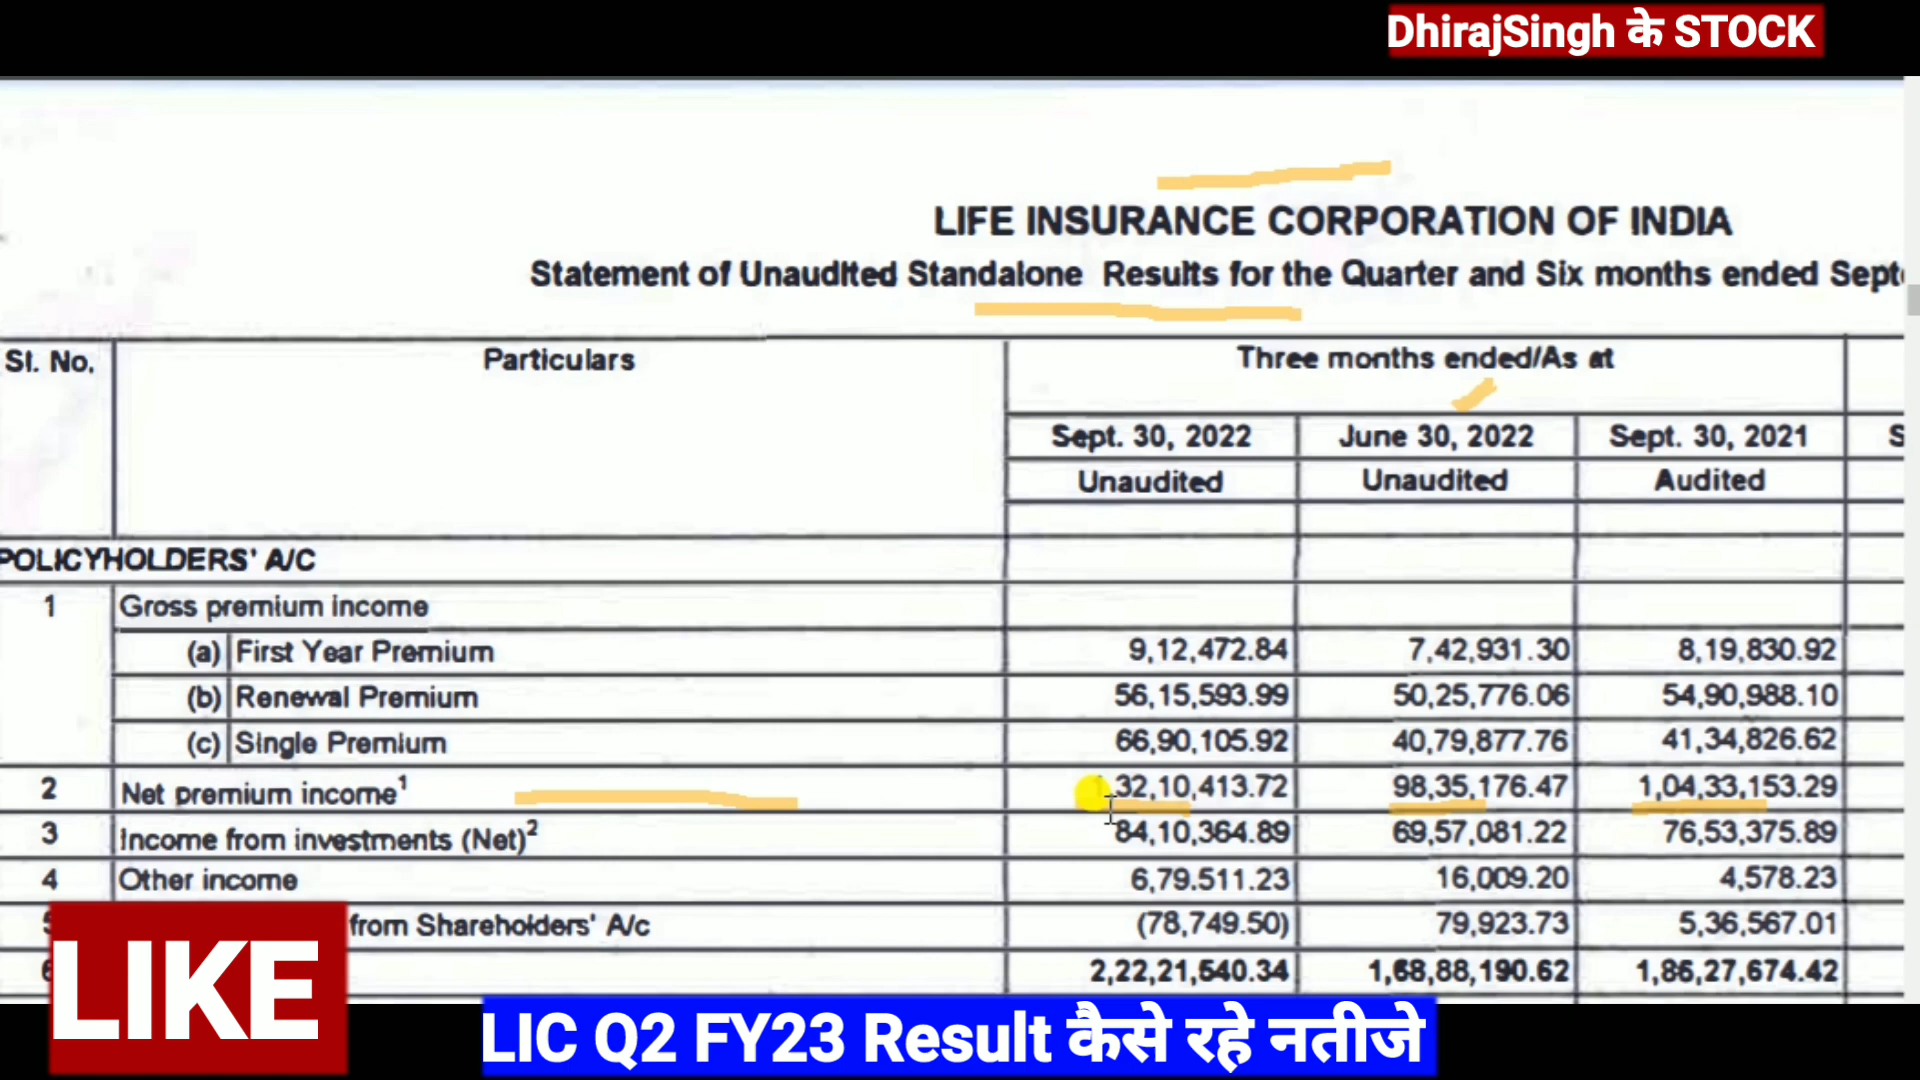 DhirajSingh के STOCK
LIFE INSURANCE CORPORATION OF INDIA
Statement of Unaudited Standalone Results for the Quarter and Six months ended
Sl. No. Particulars Three months ended/As at
Sept. 30, 2022 June 30, 2022 Sept. 30, 2021
Unaudited Unaudited Audited
POLICYHOLDERS' A/C
1 Gross premium income
(a) First Year Premium 9,12,472.84 7,42,931.30 8,19,830.92
(b) Renewal Premium 56,15,593.99 50,25,776.06 54,90,988.10
(c) Single Premium 66,90,105.92 40,79,877.76 41,34,826.62
2 Net premium income¹ 1,32,10,413.72 98,35,176.47 1,04,33,153.29
3 Income from investments (Net)² 84,10,364.89 69,57,081.22 76,53,375.89
4 Other income 6,79.511.23 16,009.20 4,578.23
from Shareholders' A/c (78,749.50) 79,923.73 5,36,567.01
2,22,21,540.34 1,68,88,190.62 1,86,27,674.42
LIKE
LIC Q2 FY23 Result कैसे रहे नतीजे